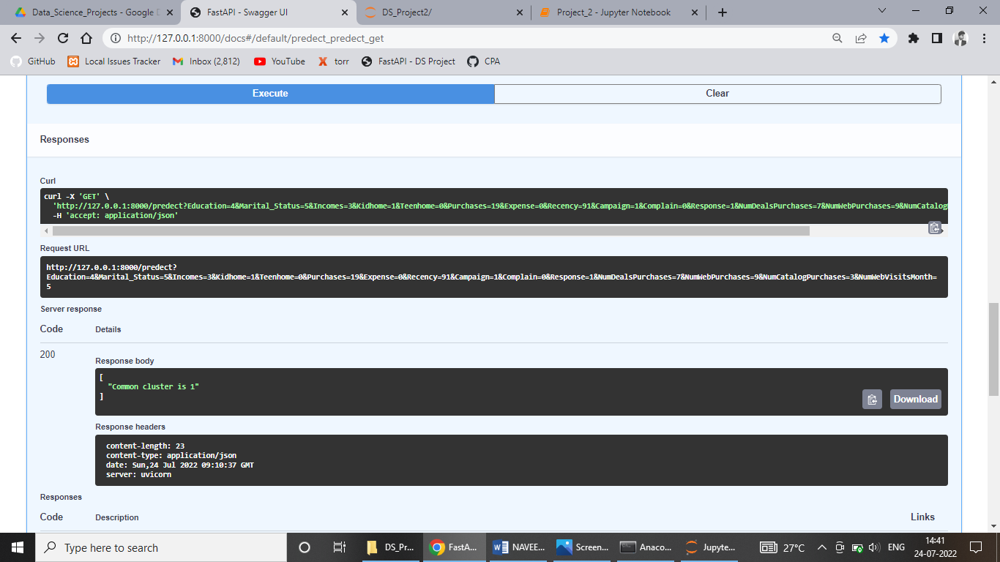 Data_Science_Projects - Google D
FastAPI - Swagger UI
DS_Project2/
Project_2 - Jupyter Notebook
http://127.0.0.1:8000/docs#/default/predect_predect_get
GitHub
Local Issues Tracker
Inbox (2,812)
YouTube
torr
FastAPI - DS Project
CPA
Execute
Clear
Responses
Curl
curl -X 'GET' \
'http://127.0.0.1:8000/predect?Education=4&Marital_Status=5&Incomes=3&Kidhome=1&Teenhome=0&Purchases=19&Expense=0&Recency=91&Campaign=1&Complain=0&Response=1&NumDealsPurchases=7&NumWebPurchases=9&NumCatalog
-H 'accept: application/json'
Request URL
http://127.0.0.1:8000/predect?
Education=4&Marital_Status=5&Incomes=3&Kidhome=1&Teenhome=0&Purchases=19&Expense=0&Recency=91&Campaign=1&Complain=0&Response=1&NumDealsPurchases=7&NumWebPurchases=9&NumCatalogPurchases=3&NumWebVisitsMonth=
5
Server response
Code
Details
200
Response body
[
"Common cluster is 1"
]
Download
Response headers
content-length: 23
content-type: application/json
date: Sun,24 Jul 2022 09:10:37 GMT
server: uvicorn
Responses
Code
Description
Links
Type here to search
DS_Pr...
FastA...
NAVEE...
Screen...
Anaco...
Jupyte...
27°C
ENG
14:41
24-07-2022